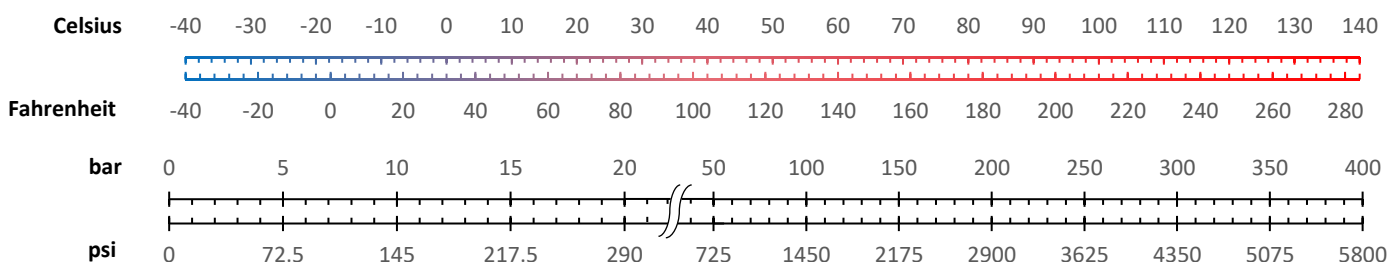 Celsius -40 -30 -20 -10 0 10 20 30 40 50 60 70 80 90 100 110 120 130 140
Fahrenheit -40 -20 0 20 40 60 80 100 120 140 160 180 200 220 240 260 280
bar 0 5 10 15 20 50 100 150 200 250 300 350 400
psi 0 72.5 145 217.5 290 725 1450 2175 2900 3625 4350 5075 5800